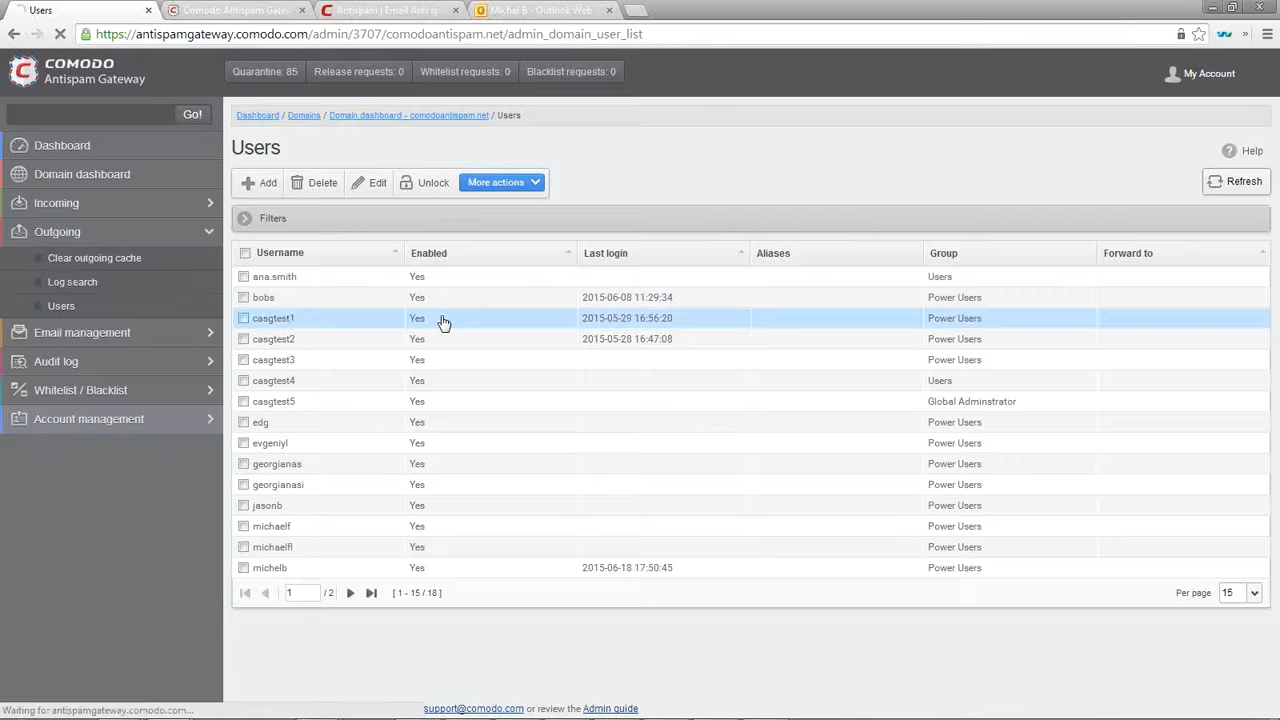 Users
Comodo Antispam Gatew
Antispam | Email Anti sp
Michel B - Outlook Web
https://antispamgateway.comodo.com/admin/3707/comodoantispam.net/admin_domain_user_list
COMODO
Antispam Gateway
Quarantine: 85 Release requests: 0 Whitelist requests: 0 Blacklist requests: 0
My Account
Go!
Dashboard
Domain dashboard
Incoming
Outgoing
Clear outgoing cache
Log search
Users
Email management
Audit log
Whitelist / Blacklist
Account management
Dashboard / Domains / Domain dashboard - comodoantispam.net / Users
Users
Help
Add Delete Edit Unlock More actions
Refresh
Filters
Username Enabled Last login Aliases Group Forward to
ana.smith Yes Users
bobs Yes 2015-06-08 11:29:34 Power Users
casgtest1 Yes 2015-05-29 16:56:20 Power Users
casgtest2 Yes 2015-05-28 16:47:08 Power Users
casgtest3 Yes Power Users
casgtest4 Yes Users
casgtest5 Yes Global Adminstrator
edg Yes Power Users
evgeniyl Yes Power Users
georgianas Yes Power Users
georgianasi Yes Power Users
jasonb Yes Power Users
michaelf Yes Power Users
michaelfl Yes Power Users
michelb Yes 2015-06-18 17:50:45 Power Users
1 / 2 [ 1 - 15 / 18 ] Per page 15
Waiting for antispamgateway.comodo.com...
support@comodo.com or review the Admin guide